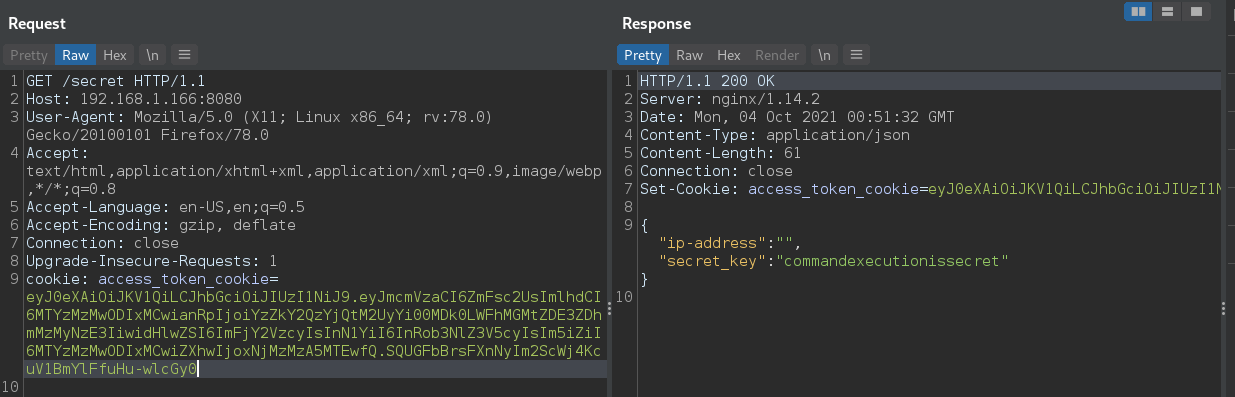 Request
Pretty Raw Hex \n
1 GET /secret HTTP/1.1
2 Host: 192.168.1.166:8080
3 User-Agent: Mozilla/5.0 (X11; Linux x86_64; rv:78.0)
Gecko/20100101 Firefox/78.0
4 Accept:
text/html,application/xhtml+xml,application/xml;q=0.9,image/webp
,*/*;q=0.8
5 Accept-Language: en-US,en;q=0.5
6 Accept-Encoding: gzip, deflate
7 Connection: close
8 Upgrade-Insecure-Requests: 1
9 cookie: access_token_cookie=
eyJ0eXAiOiJKV1QiLCJhbGciOiJIUzI1NiJ9.eyJmcmVzaCI6ZmFsc2UsImlhdCI
6MTYzMzMwODIxMCwianRpIjoiYzZkY2QzYjQtM2UyYi00MDk0LWFhMGMtZDE3ZDh
mMzMyNzE3IiwidHlwZSI6ImFjY2VzcyIsInN1YiI6InRob3NlZ3V5cyIsIm5iZiI
6MTYzMzMwODIxMCwiZXhwIjoxNjMzMzA5MTEwfQ.SQUGFbBrsFXnNyIm2ScWj4Kc
uV1BmYlFfuHu-wlcGy0
10
Response
Pretty Raw Hex Render \n
1 HTTP/1.1 200 OK
2 Server: nginx/1.14.2
3 Date: Mon, 04 Oct 2021 00:51:32 GMT
4 Content-Type: application/json
5 Content-Length: 61
6 Connection: close
7 Set-Cookie: access_token_cookie=eyJ0eXAiOiJKV1QiLCJhbGciOiJIUzI1N
8
9 {
"ip-address":"",
"secret_key":"commandexecutionissecret"
}
10